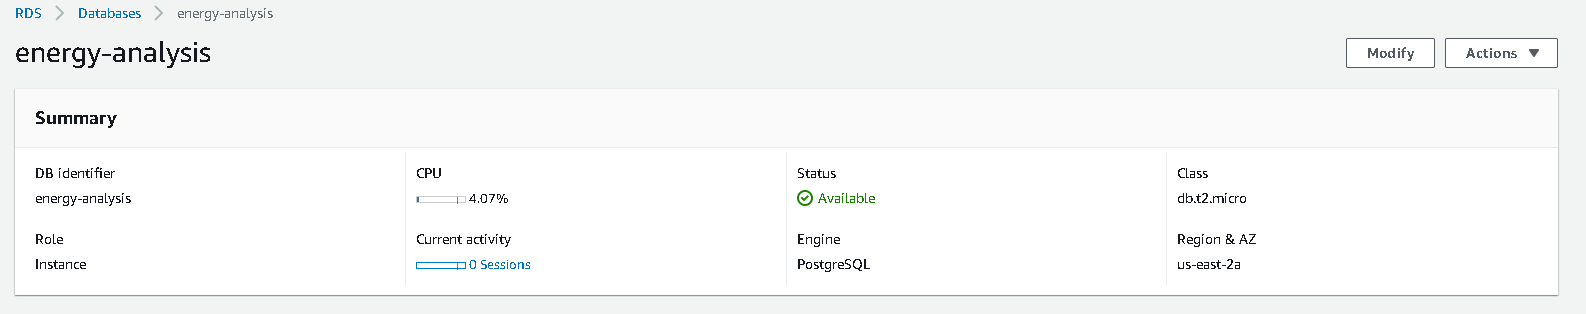 RDS > Databases > energy-analysis
energy-analysis
Modify
Actions
Summary
DB identifier
energy-analysis
CPU
4.07%
Status
Available
Class
db.t2.micro
Role
Instance
Current activity
0 Sessions
Engine
PostgreSQL
Region & AZ
us-east-2a